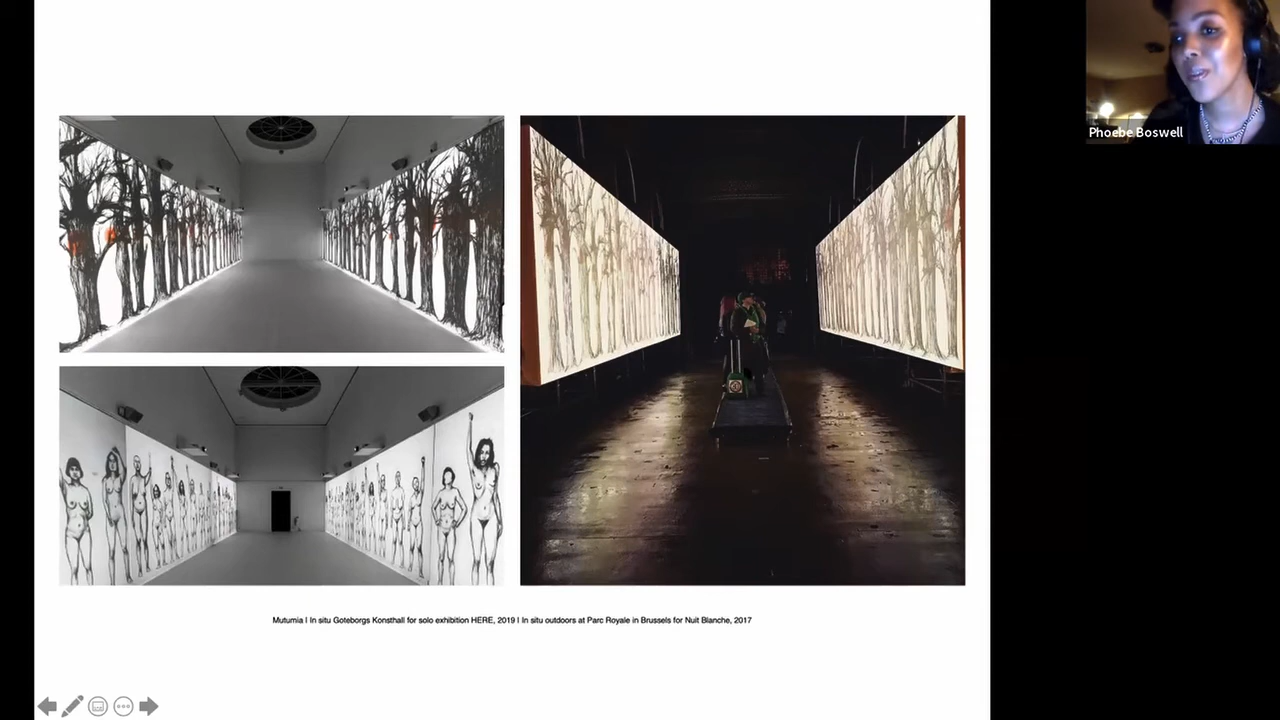 Phoebe Boswell
Mutumia | In situ Goteborgs Konsthall for solo exhibition HERE, 2019 | In situ outdoors at Parc Royale in Brussels for Nuit Blanche, 2017